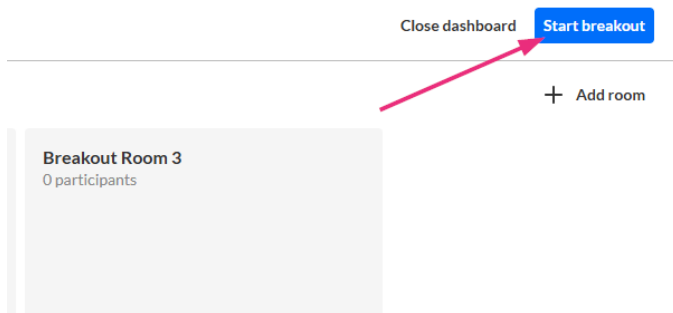 Close dashboard Start breakout
+ Add room
Breakout Room 3
0 participants